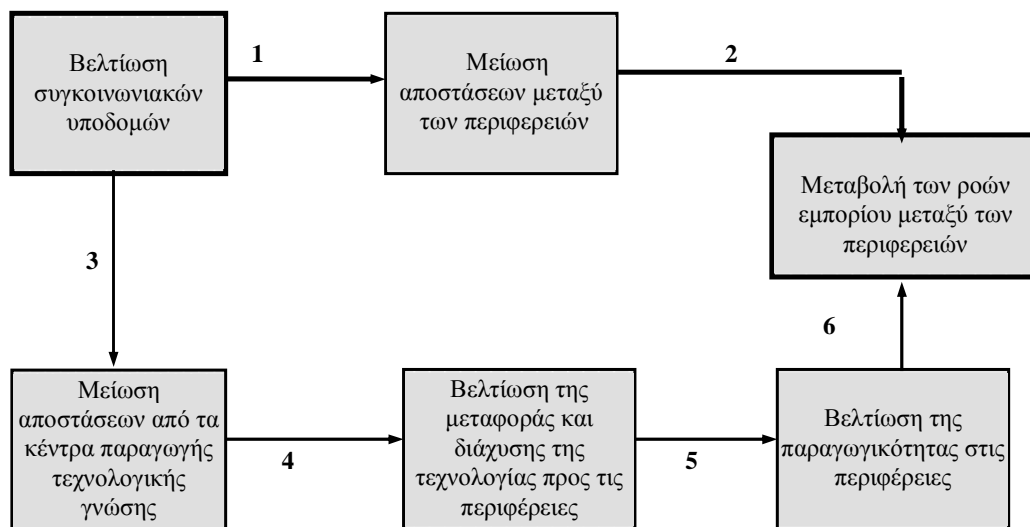 Βελτίωση
συγκοινωνιακών
υποδομών
1
Μείωση
αποστάσεων μεταξύ
των περιφερειών
2
Μεταβολή των ροών
εμπορίου μεταξύ των
περιφερειών
3
6
Μείωση
αποστάσεων από τα
κέντρα παραγωγής
τεχνολογικής
γνώσης
4
Βελτίωση της
μεταφοράς και
διάχυσης της
τεχνολογίας προς τις
περιφέρειες
5
Βελτίωση της
παραγωγικότητας στις
περιφέρειες